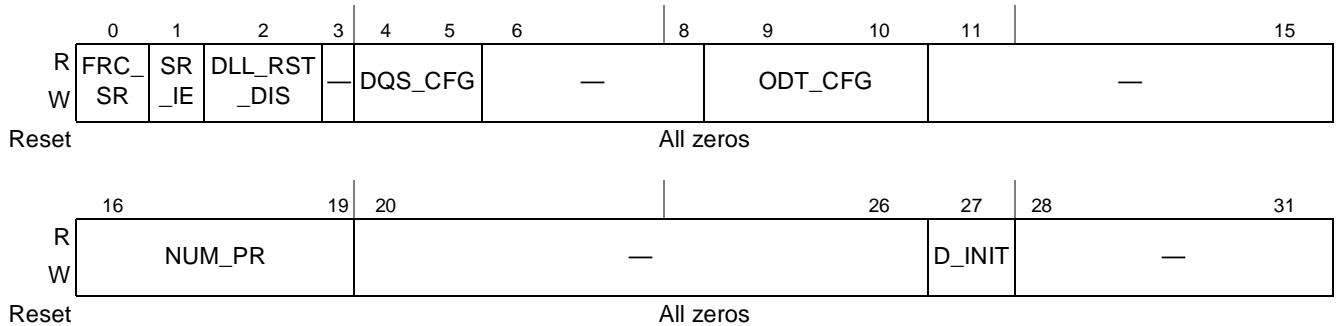 0 1 2 3 4 5 6 8 9 10 11 15
R FRC_ SR DLL_RST — DQS_CFG — ODT_CFG —
W SR _IE _DIS
Reset All zeros
16 19 20 26 27 28 31
R NUM_PR — D_INIT —
W
Reset All zeros